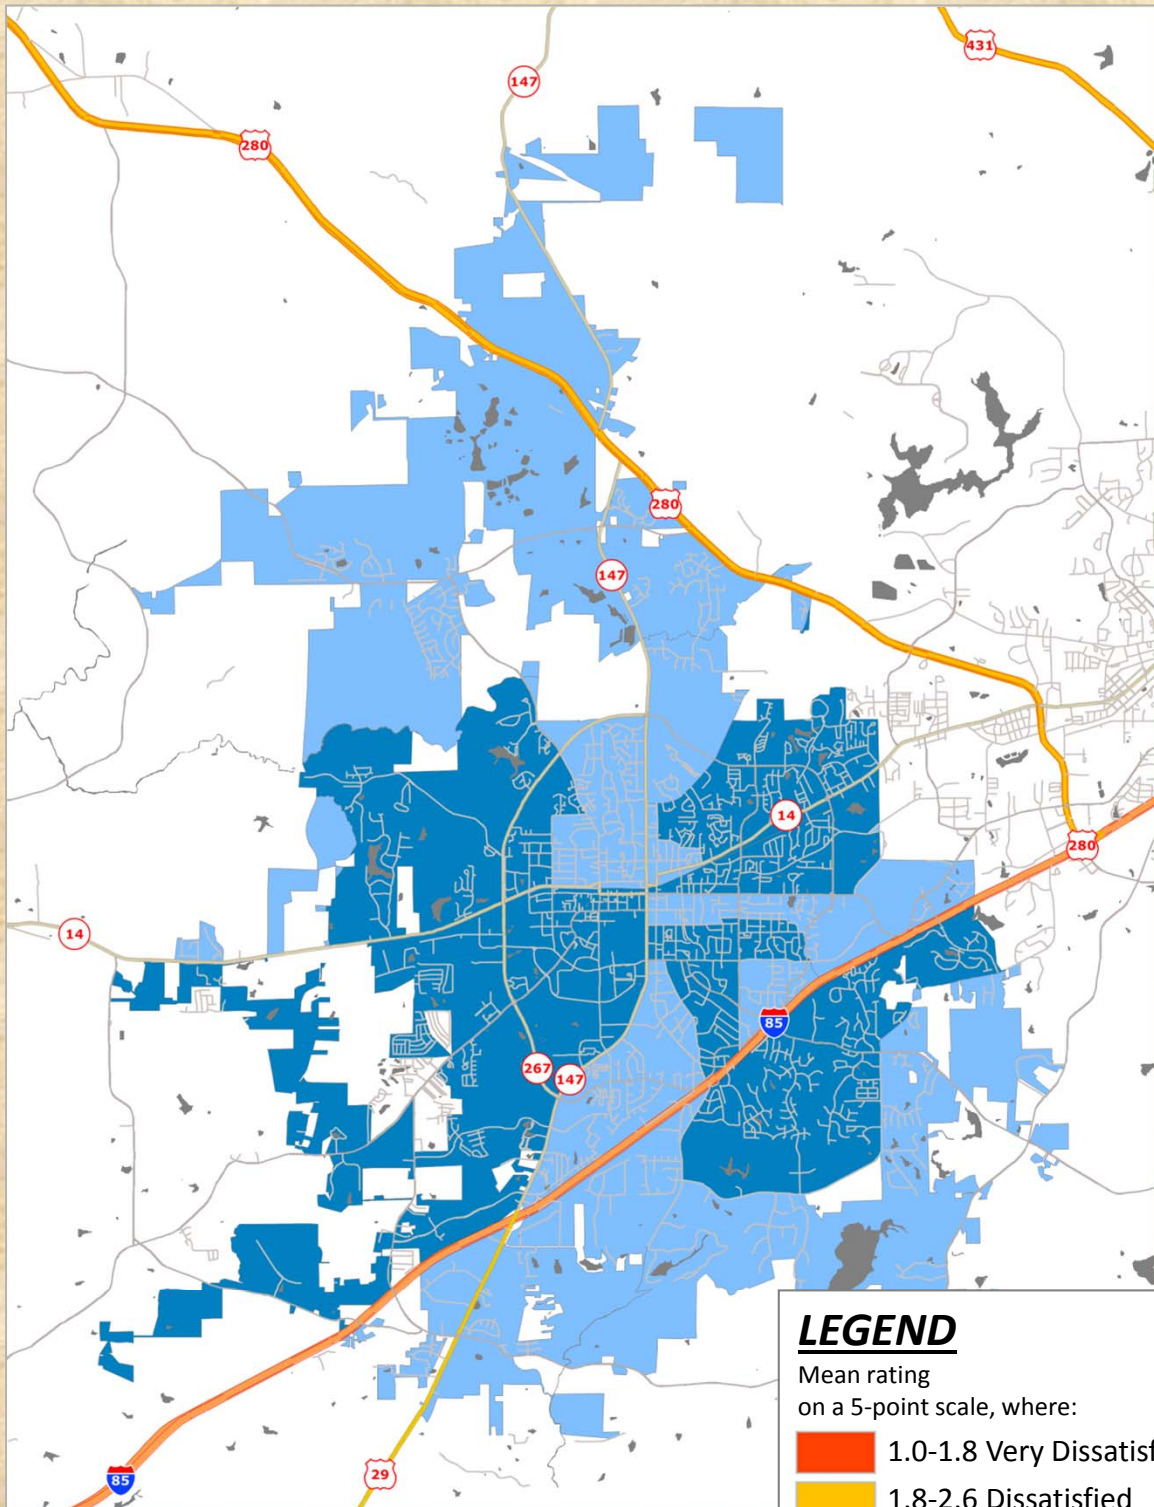 431
147
280
280
147
14
280
14
85
267
147
LEGEND
Mean rating
on a 5-point scale, where:
1.0-1.8 Very Dissatisf
1.8-2.6 Dissatisfied
29
85